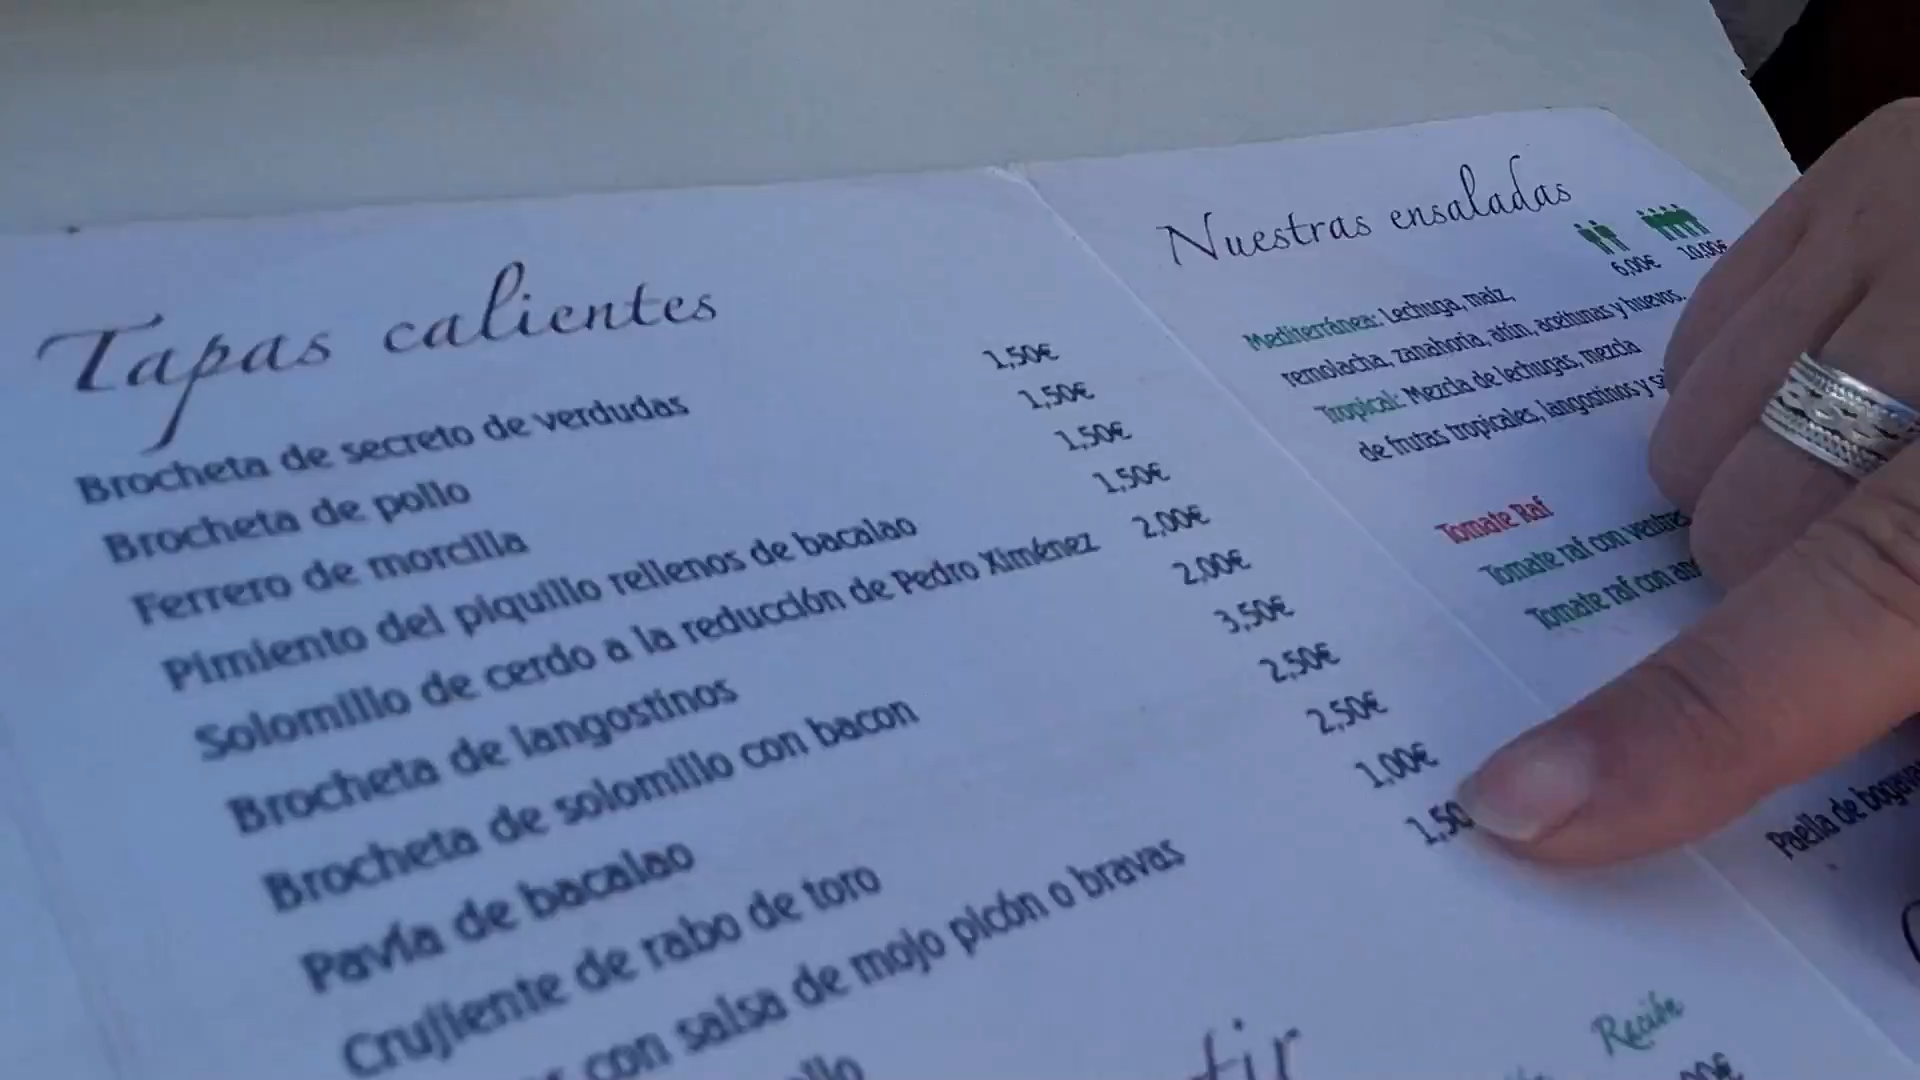 Tapas calientes
Brocheta de secreto de verdudas 1,50€
Brocheta de pollo 1,50€
Ferrero de morcilla 1,50€
Pimiento del piquillo rellenos de bacalao 1,50€
Solomillo de cerdo a la reducción de Pedro Ximénez 2,00€
Brocheta de langostinos 2,00€
Brocheta de solomillo con bacon 3,50€
Pavía de bacalao 2,50€
Crujiente de rabo de toro 2,50€
con salsa de mojo picón o bravas 1,00€
1,50
Nuestras ensaladas
6,00€ 10,00€
Mediterránea: Lechuga, maíz,
remolacha, zanahoria, atún, aceitunas y huevos.
Tropical: Mezcla de lechugas, mezcla
de frutas tropicales, langostinos y
Tomate Raf
Tomate raf con
Tomate raf con
Paella de